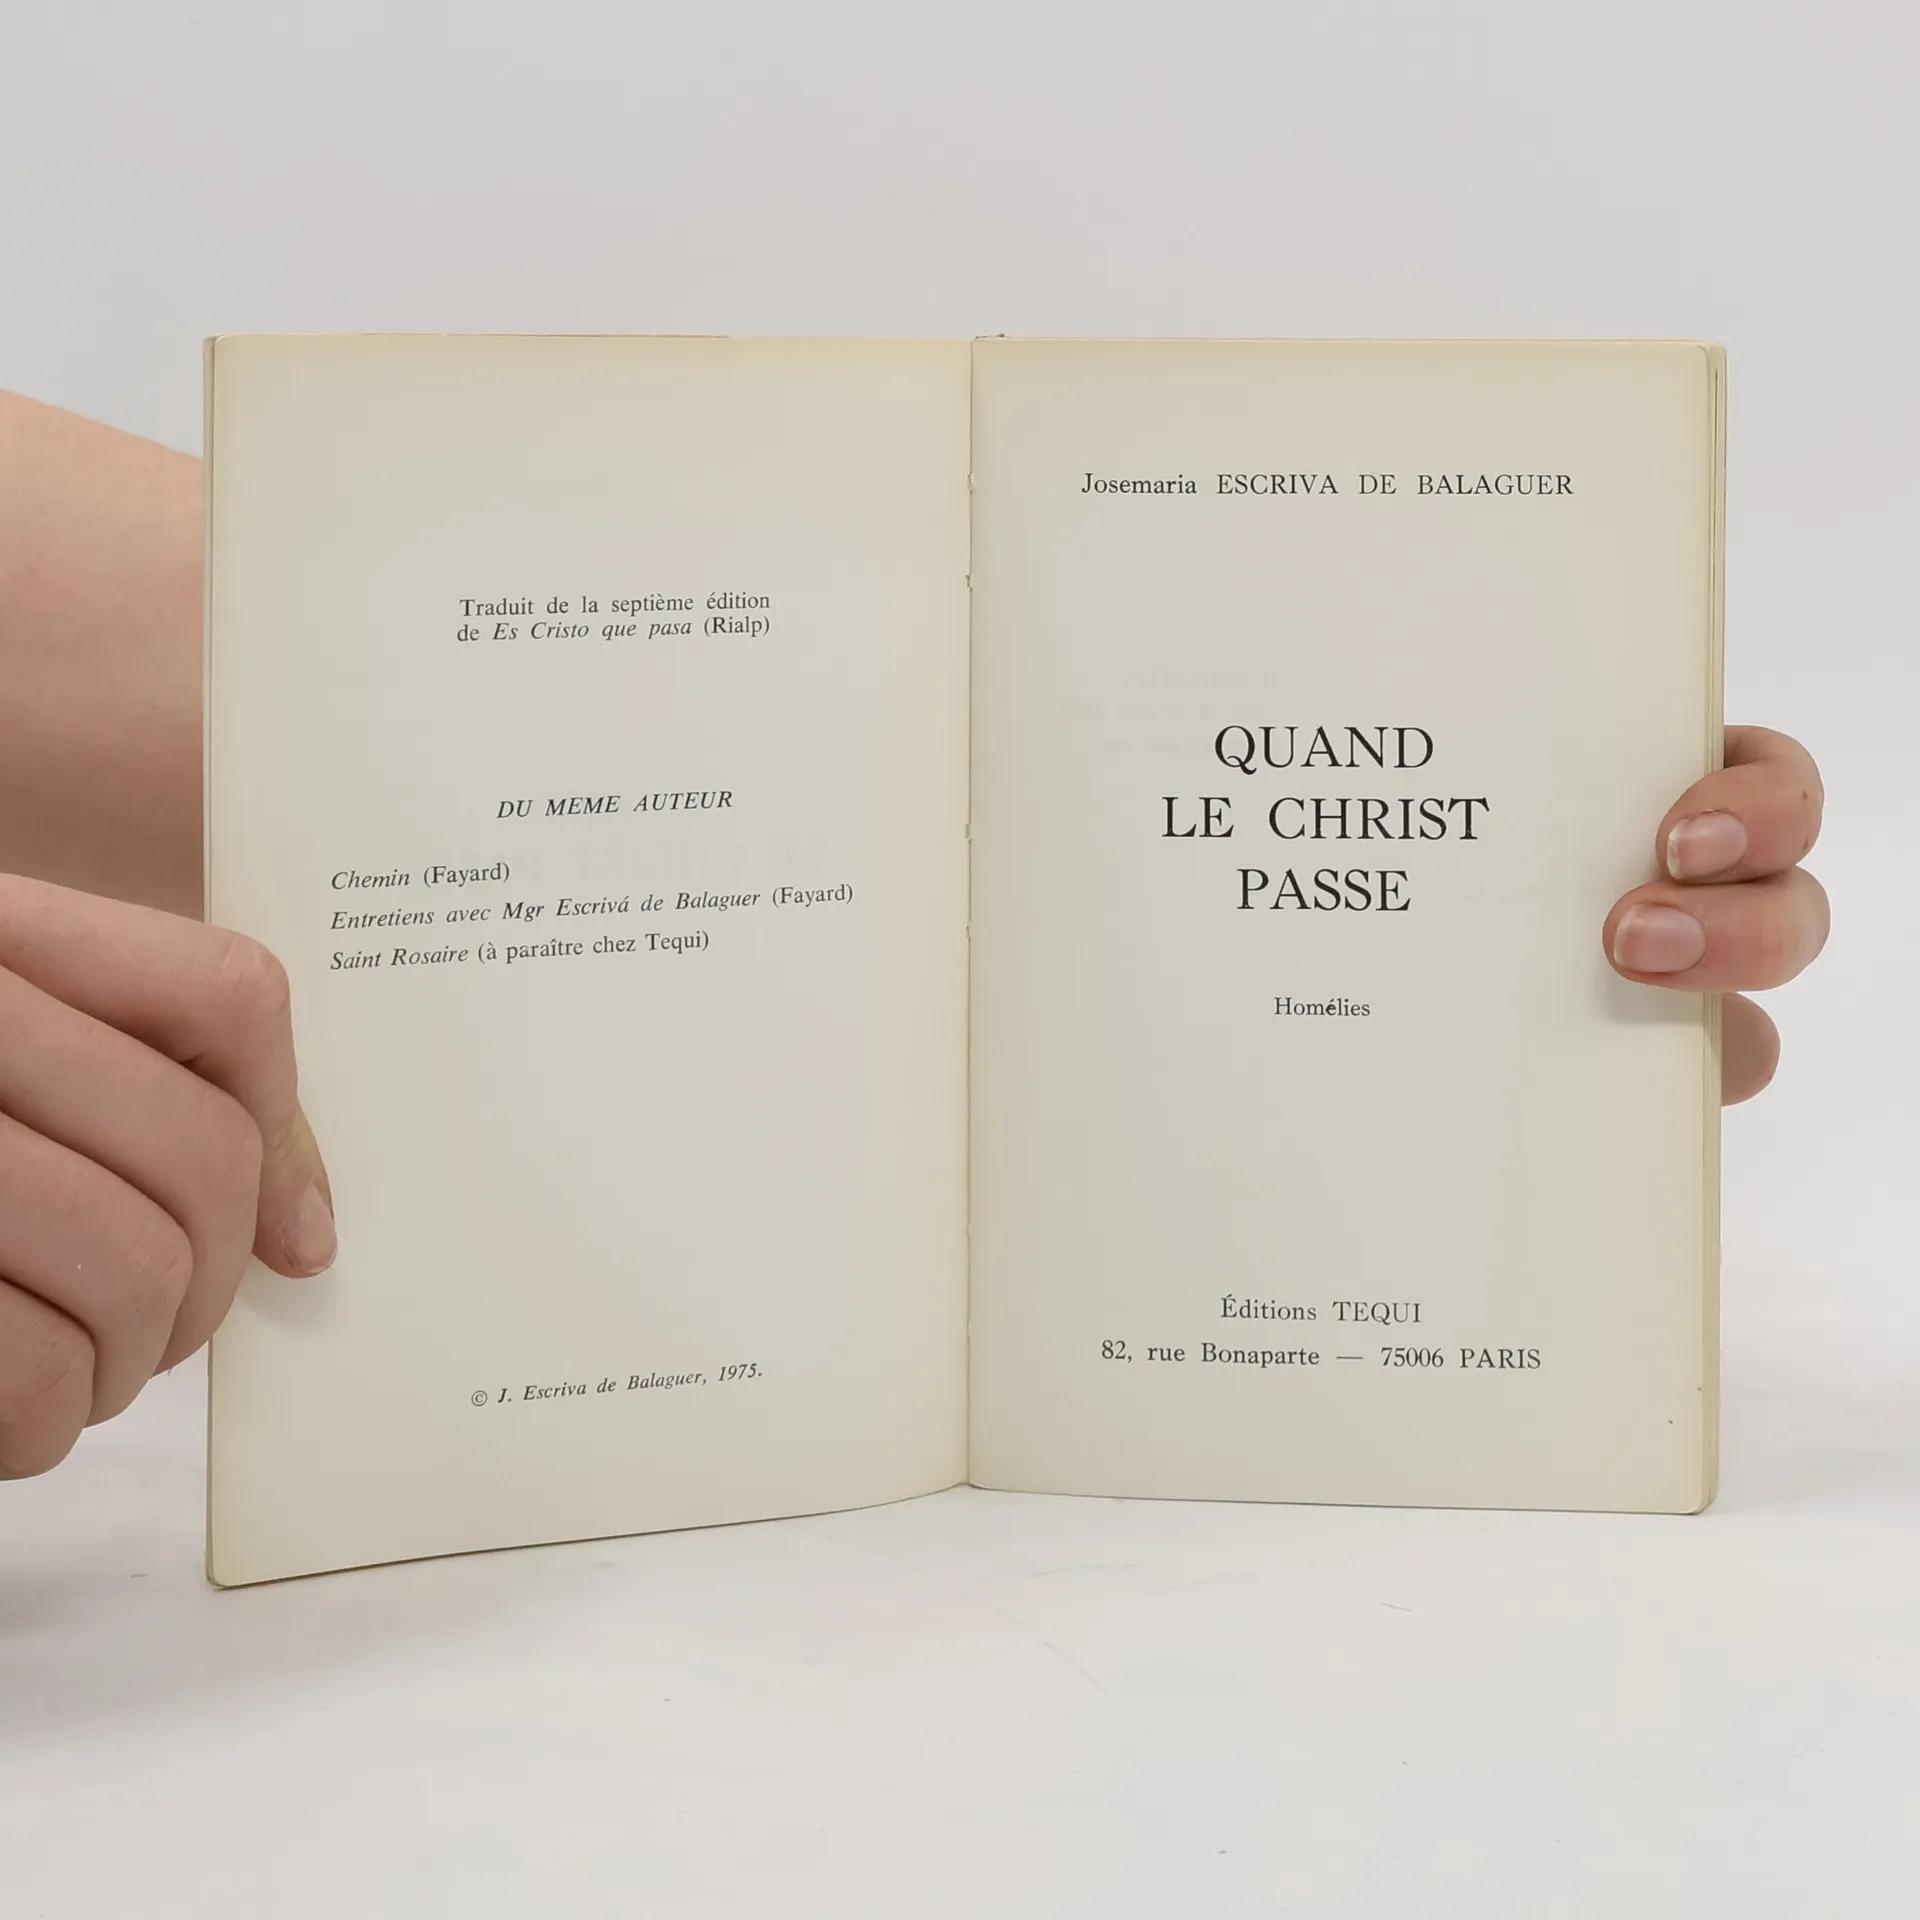 Traduit de la septième édition
de Es Cristo que pasa (Rialp)
DU MEME AUTEUR
Chemin (Fayard)
Entretiens avec Mgr Escrivá de Balaguer (Fayard)
Saint Rosaire (à paraître chez Tequi)
© J. Escriva de Balaguer, 1975.
Josemaria ESCRIVA DE BALAGUER
QUAND
LE CHRIST
PASSE
Homélies
Éditions TEQUI
82, rue Bonaparte — 75006 PARIS